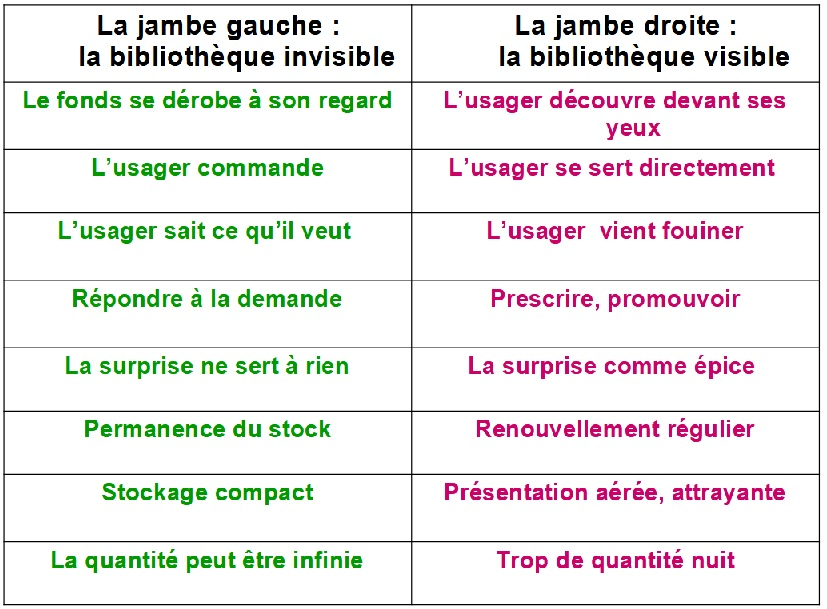 La jambe gauche :
la bibliothèque invisible
La jambe droite :
la bibliothèque visible
Le fonds se dérobe à son regard
L’usager découvre devant ses
yeux
L’usager commande
L’usager se sert directement
L’usager sait ce qu’il veut
L’usager  vient fouiner
Répondre à la demande
Prescrire, promouvoir
La surprise ne sert à rien
La surprise comme épice
Permanence du stock
Renouvellement régulier
Stockage compact
Présentation aérée, attrayante
La quantité peut être infinie
Trop de quantité nuit